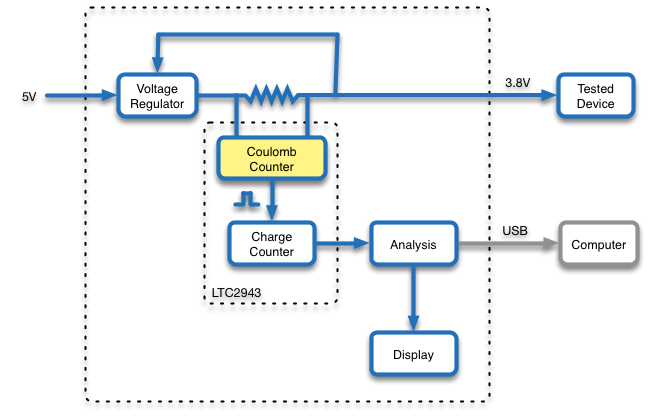 5V
Voltage
Regulator
3.8V
Tested
Device
Coulomb
Counter
Charge
Counter
LTC2943
Analysis
USB
Computer
Display